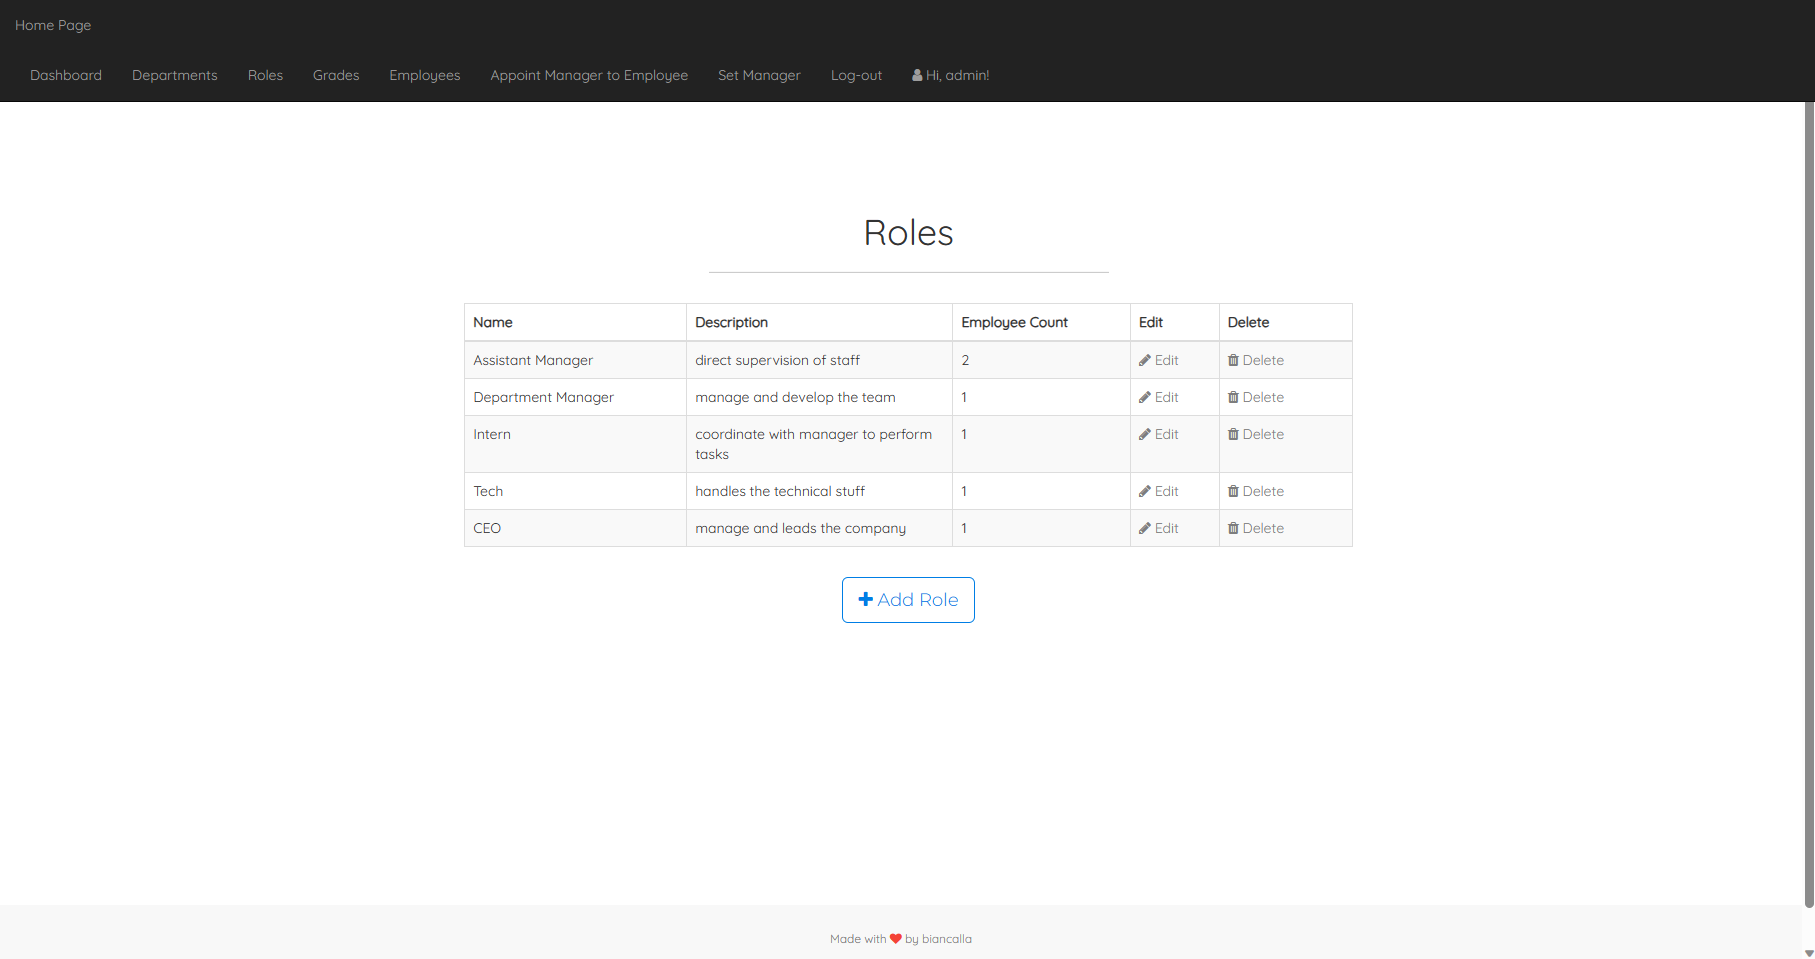 Home Page
Dashboard Departments Roles Grades Employees Appoint Manager to Employee Set Manager Log-out Hi, admin!
Roles
Name Description Employee Count Edit Delete
Assistant Manager direct supervision of staff 2 Edit Delete
Department Manager manage and develop the team 1 Edit Delete
Intern coordinate with manager to perform 1 Edit Delete
tasks
Tech handles the technical stuff 1 Edit Delete
CEO manage and leads the company 1 Edit Delete
Add Role
Made with ❤ by biancalla